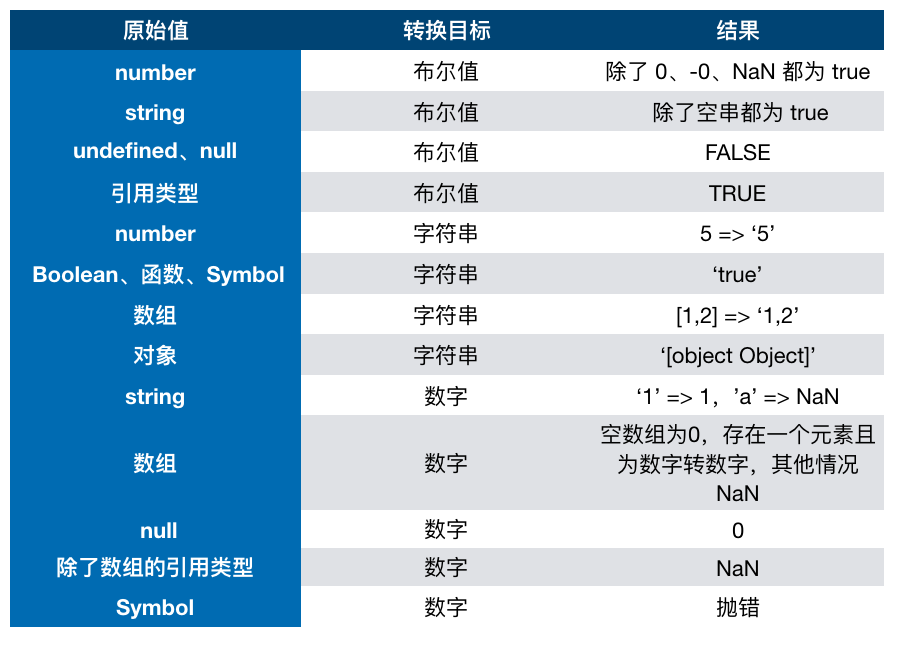 原始值 转换目标 结果
number 布尔值 除了 0、-0、NaN 都为 true
string 布尔值 除了空串都为 true
undefined、null 布尔值 FALSE
引用类型 布尔值 TRUE
number 字符串 5 => ‘5’
Boolean、函数、Symbol 字符串 ‘true’
数组 字符串 [1,2] => ‘1,2’
对象 字符串 ‘[object Object]’
string 数字 ‘1’ => 1，’a’ => NaN
数组 数字 空数组为0，存在一个元素且
为数字转数字，其他情况
NaN
null 数字 0
除了数组的引用类型 数字 NaN
Symbol 数字 抛错